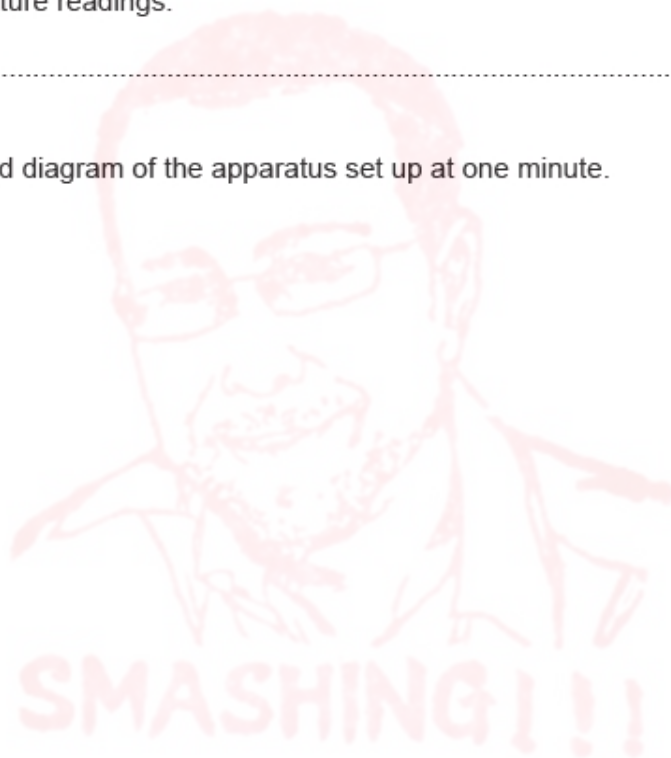 ture readings.
d diagram of the apparatus set up at one minute.
SMASHING!!!